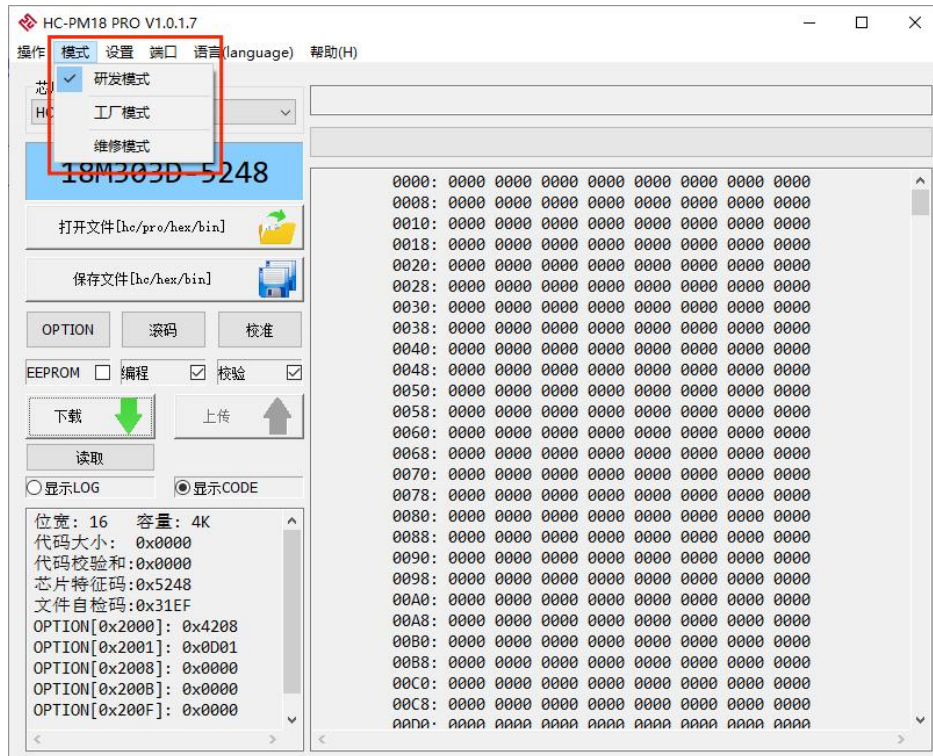 HC-PM18 PRO V1.0.1.7
操作 模式 设置 端口 语言(language) 帮助(H)
研发模式
工厂模式
维修模式
HC
18M303D-5248
打开文件[hc/pro/hex/bin]
保存文件[hc/hex/bin]
OPTION 滚码 校准
EEPROM 编程 校验
下载 上传
读取
显示LOG 显示CODE
位宽: 16 容量: 4K
代码大小: 0x0000
代码校验和:0x0000
芯片特征码:0x5248
文件自检码:0x31EF
OPTION[0x2000]: 0x4208
OPTION[0x2001]: 0x0D01
OPTION[0x2008]: 0x0000
OPTION[0x200B]: 0x0000
OPTION[0x200F]: 0x0000
0000: 0000 0000 0000 0000 0000 0000 0000 0000
0008: 0000 0000 0000 0000 0000 0000 0000 0000
0010: 0000 0000 0000 0000 0000 0000 0000 0000
0018: 0000 0000 0000 0000 0000 0000 0000 0000
0020: 0000 0000 0000 0000 0000 0000 0000 0000
0028: 0000 0000 0000 0000 0000 0000 0000 0000
0030: 0000 0000 0000 0000 0000 0000 0000 0000
0038: 0000 0000 0000 0000 0000 0000 0000 0000
0040: 0000 0000 0000 0000 0000 0000 0000 0000
0048: 0000 0000 0000 0000 0000 0000 0000 0000
0050: 0000 0000 0000 0000 0000 0000 0000 0000
0058: 0000 0000 0000 0000 0000 0000 0000 0000
0060: 0000 0000 0000 0000 0000 0000 0000 0000
0068: 0000 0000 0000 0000 0000 0000 0000 0000
0070: 0000 0000 0000 0000 0000 0000 0000 0000
0078: 0000 0000 0000 0000 0000 0000 0000 0000
0080: 0000 0000 0000 0000 0000 0000 0000 0000
0088: 0000 0000 0000 0000 0000 0000 0000 0000
0090: 0000 0000 0000 0000 0000 0000 0000 0000
0098: 0000 0000 0000 0000 0000 0000 0000 0000
00A0: 0000 0000 0000 0000 0000 0000 0000 0000
00A8: 0000 0000 0000 0000 0000 0000 0000 0000
00B0: 0000 0000 0000 0000 0000 0000 0000 0000
00B8: 0000 0000 0000 0000 0000 0000 0000 0000
00C0: 0000 0000 0000 0000 0000 0000 0000 0000
00C8: 0000 0000 0000 0000 0000 0000 0000 0000
00D0: 0000 0000 0000 0000 0000 0000 0000 0000